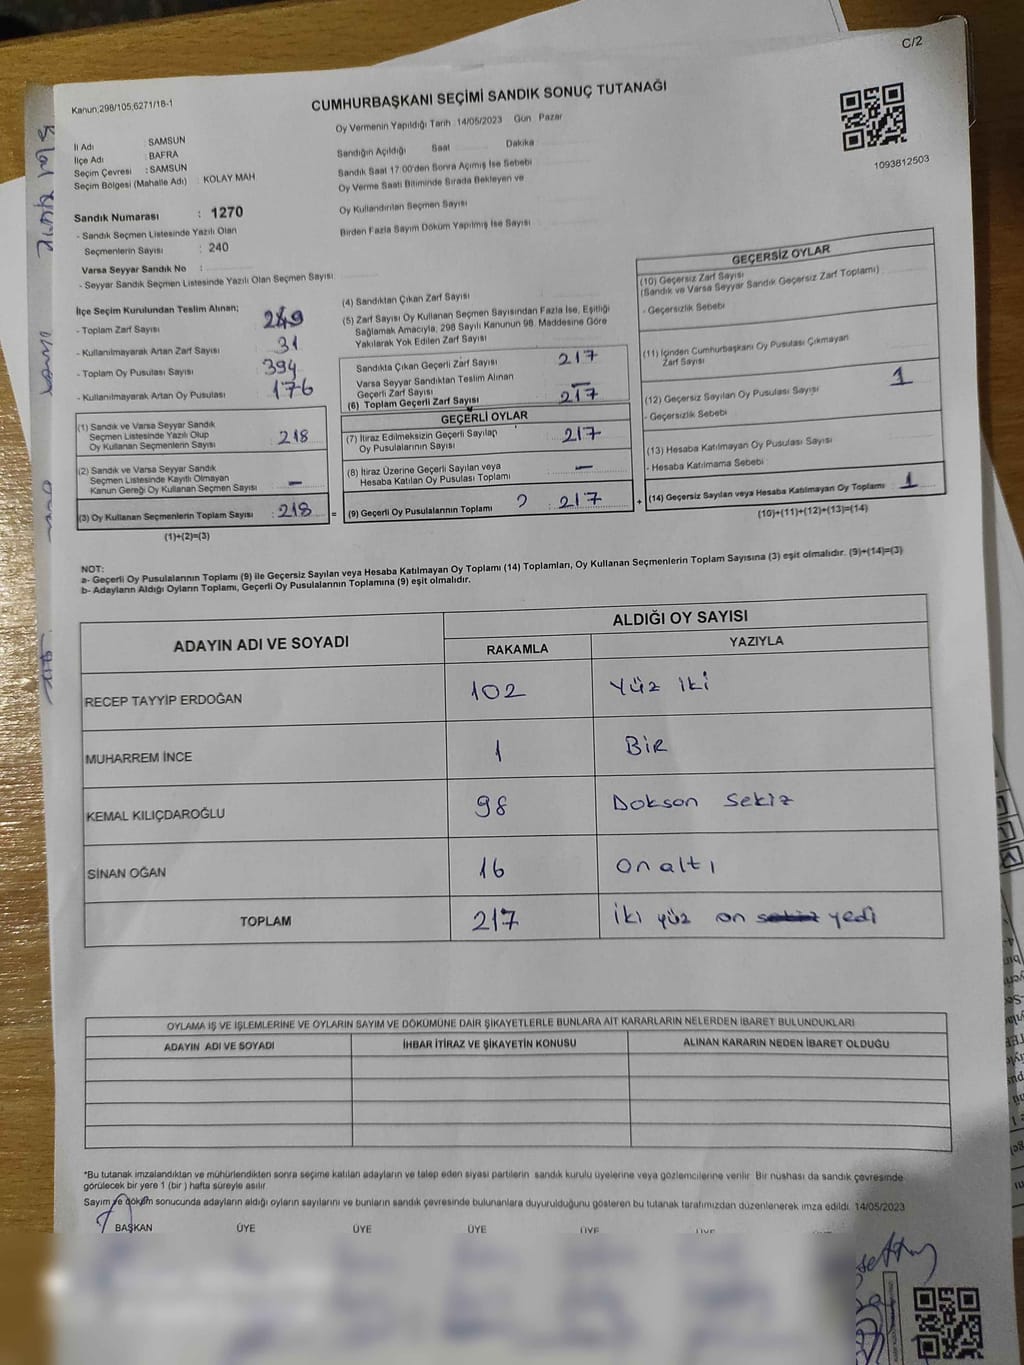 C/2
Kanun;298/105;6271/18-1
CUMHURBAŞKANI SEÇİMİ SANDIK SONUÇ TUTANAĞI
Oy Vermenin Yapıldığı Tarih :14/05/2023 Gün Pazar
1093812503
İl Adı : SAMSUN
İlçe Adı : BAFRA
Seçim Çevresi : SAMSUN
Seçim Bölgesi (Mahalle Adı) : KOLAY MAH
Sandık Numarası : 1270
- Sandık Seçmen Listesinde Yazılı Olan
Seçmenlerin Sayısı : 240
Varsa Seyyar Sandık No :
- Seyyar Sandık Seçmen Listesinde Yazılı Olan Seçmen Sayısı:
Sandığın Açıldığı Saat Dakika
Sandık Saat 17:00'den Sonra Açımış İse Sebebi
Oy Verme Saati Bitiminde Sırada Bekleyen ve
Oy Kullandırılan Seçmen Sayısı
Birden Fazla Sayım Döküm Yapılmış İse Sayısı
İlçe Seçim Kurulundan Teslim Alınan;
- Toplam Zarf Sayısı 249
- Kullanılmayarak Artan Zarf Sayısı 31
- Toplam Oy Pusulası Sayısı 394
- Kullanılmayarak Artan Oy Pusulası : 176
(1) Sandık ve Varsa Seyyar Sandık
Seçmen Listesinde Yazılı Olup
Oy Kullanan Seçmenlerin Sayısı : 218
(2) Sandık ve Varsa Seyyar Sandık
Seçmen Listesinde Kayıtlı Olmayan
Kanun Gereği Oy Kullanan Seçmen Sayısı : —
(3) Oy Kullanan Seçmenlerin Toplam Sayısı : 218 =
(1)+(2)=(3)
(4) Sandıktan Çıkan Zarf Sayısı
(5) Zarf Sayısı Oy Kullanan Seçmen Sayısından Fazla İse, Eşitliği
Sağlamak Amacıyla, 298 Sayılı Kanunun 98. Maddesine Göre
Yakılarak Yok Edilen Zarf Sayısı
Sandıkta Çıkan Geçerli Zarf Sayısı 217
Varsa Seyyar Sandıktan Teslim Alınan
Geçerli Zarf Sayısı —
(6) Toplam Geçerli Zarf Sayısı 217
GEÇERLİ OYLAR
(7) İtiraz Edilmeksizin Geçerli Sayılan
Oy Pusulalarının Sayısı : 217
(8) İtiraz Üzerine Geçerli Sayılan veya
Hesaba Katılan Oy Pusulası Toplamı : —
(9) Geçerli Oy Pusulalarının Toplamı : 217 +
GEÇERSİZ OYLAR
(10) Geçersiz Zarf Sayısı
(Sandık ve Varsa Seyyar Sandık Geçersiz Zarf Toplamı)
- Geçersizlik Sebebi
(11) İçinden Cumhurbaşkanı Oy Pusulası Çıkmayan
Zarf Sayısı
(12) Geçersiz Sayılan Oy Pusulası Sayısı 1
- Geçersizlik Sebebi
(13) Hesaba Katılmayan Oy Pusulası Sayısı
- Hesaba Katılmama Sebebi
(14) Geçersiz Sayılan veya Hesaba Katılmayan Oy Toplamı : 1
(10)+(11)+(12)+(13)=(14)
NOT:
a- Geçerli Oy Pusulalarının Toplamı (9) ile Geçersiz Sayılan veya Hesaba Katılmayan Oy Toplamı (14) Toplamları, Oy Kullanan Seçmenlerin Toplam Sayısına (3) eşit olmalıdır. (9)+(14)=(3)
b- Adayların Aldığı Oyların Toplamı, Geçerli Oy Pusulalarının Toplamına (9) eşit olmalıdır.
ADAYIN ADI VE SOYADI ALDIĞI OY SAYISI
RAKAMLA YAZIYLA
RECEP TAYYİP ERDOĞAN 102 Yüz iki
MUHARREM İNCE 1 Bir
KEMAL KILIÇDAROĞLU 98 Dokson sekiz
SİNAN OĞAN 16 On altı
TOPLAM 217 İki yüz on sekiz yedi
OYLAMA İŞ VE İŞLEMLERİNE VE OYLARIN SAYIM VE DÖKÜMÜNE DAİR ŞİKAYETLERLE BUNLARA AİT KARARLARIN NELERDEN İBARET BULUNDUKLARI
ADAYIN ADI VE SOYADI İHBAR İTİRAZ VE ŞİKAYETİN KONUSU ALINAN KARARIN NEDEN İBARET OLDUĞU
*Bu tutanak imzalandıktan ve mühürlendikten sonra seçime katılan adayların ve talep eden siyasi partilerin sandık kurulu üyelerine veya gözlemcilerine verilir. Bir nüshası da sandık çevresinde
görülecek bir yere 1 (bir) hafta süreyle asılır.
Sayım ve döküm sonucunda adayların aldığı oyların sayılarını ve bunların sandık çevresinde bulunanlara duyurulduğunu gösteren bu tutanak tarafımızdan düzenlenerek imza edildi. 14/05/2023
BAŞKAN ÜYE ÜYE ÜYE ÜYE ÜYE